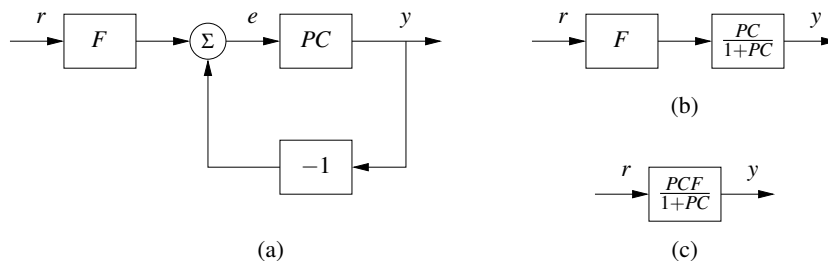 r F Σ e PC y
−1
(a)
r F PC/1+PC y
(b)
r PCF/1+PC y
(c)